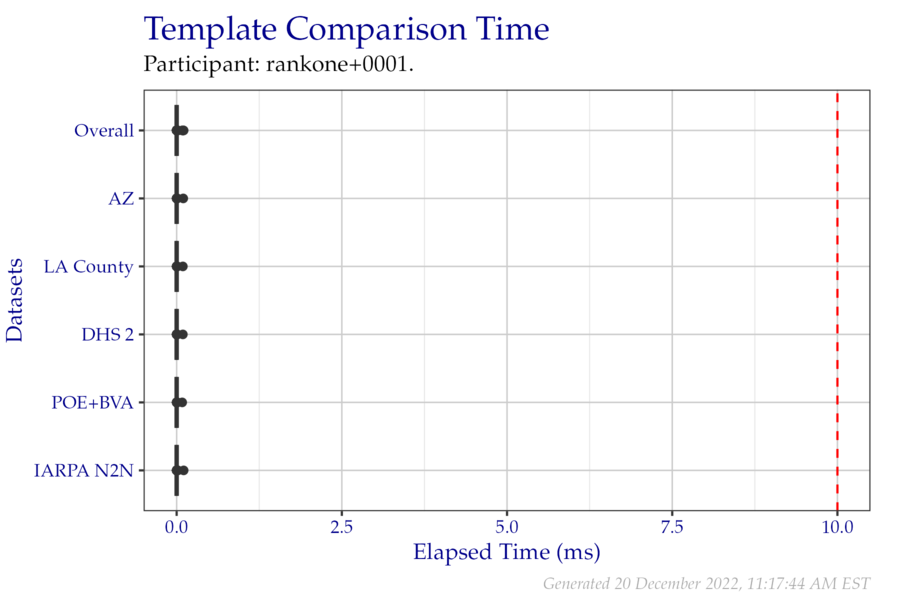 Template Comparison Time
Participant: rankone+0001.
Datasets
Overall
AZ
LA County
DHS 2
POE+BVA
IARPA N2N
0.0 2.5 5.0 7.5 10.0
Elapsed Time (ms)
Generated 20 December 2022, 11:17:44 AM EST